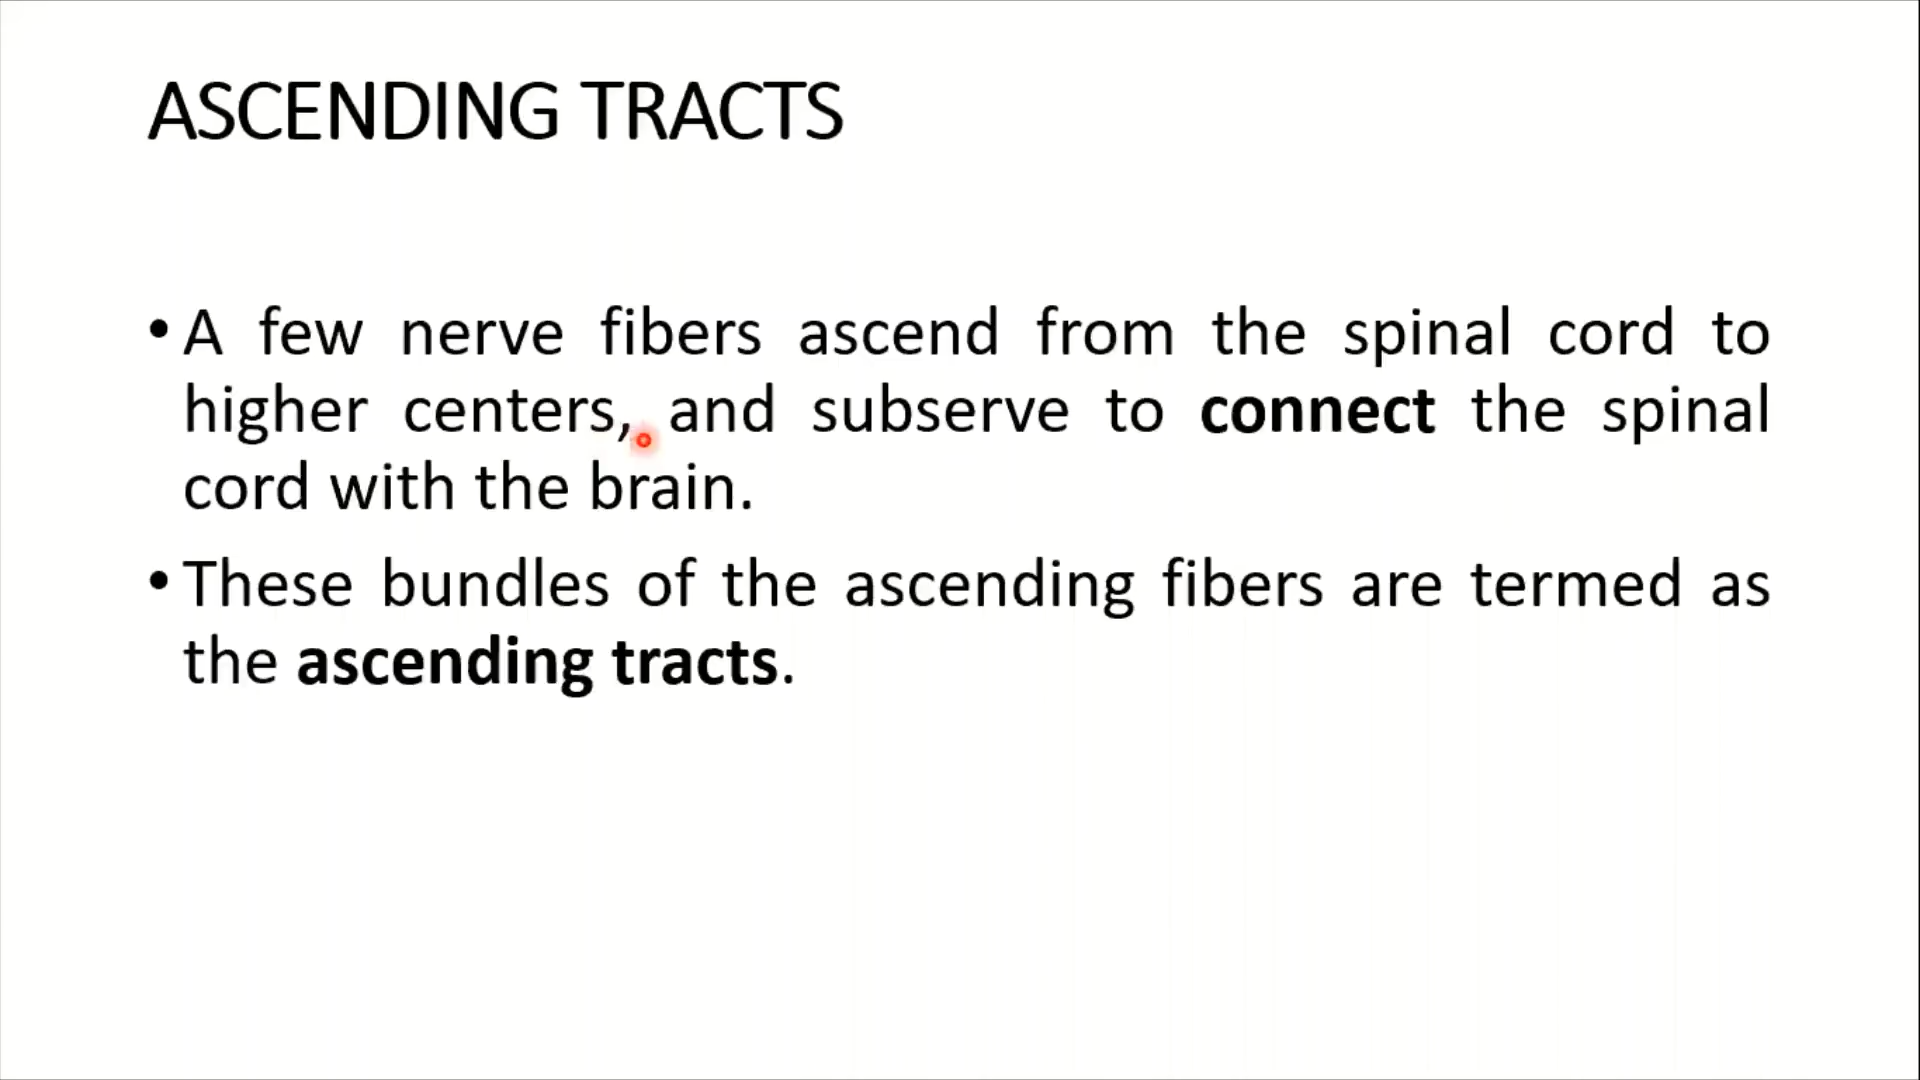 ASCENDING TRACTS
• A few nerve fibers ascend from the spinal cord to
higher centers, and subserve to connect the spinal
cord with the brain.
• These bundles of the ascending fibers are termed as
the ascending tracts.